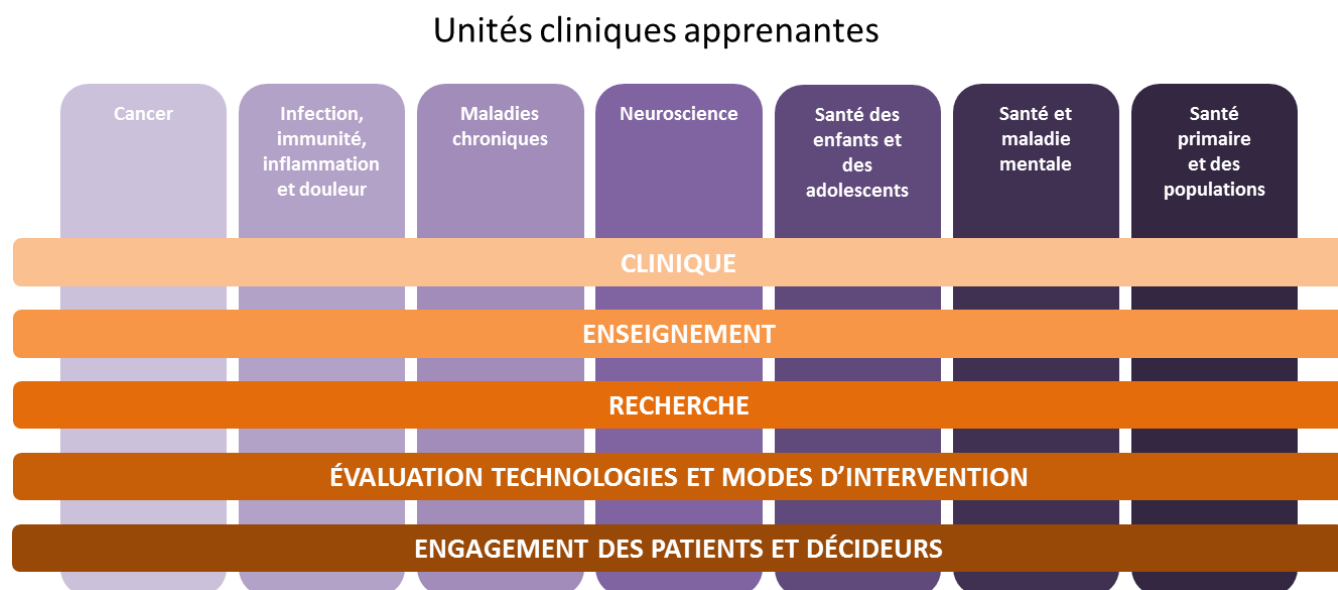 Unités cliniques apprenantes
Cancer
Infection,
immunité,
inflammation
et douleur
Maladies
chroniques
Neuroscience
Santé des
enfants et
des
adolescents
Santé et
maladie
mentale
Santé
primaire
et des
populations
CLINIQUE
ENSEIGNEMENT
RECHERCHE
ÉVALUATION TECHNOLOGIES ET MODES D’INTERVENTION
ENGAGEMENT DES PATIENTS ET DÉCIDEURS